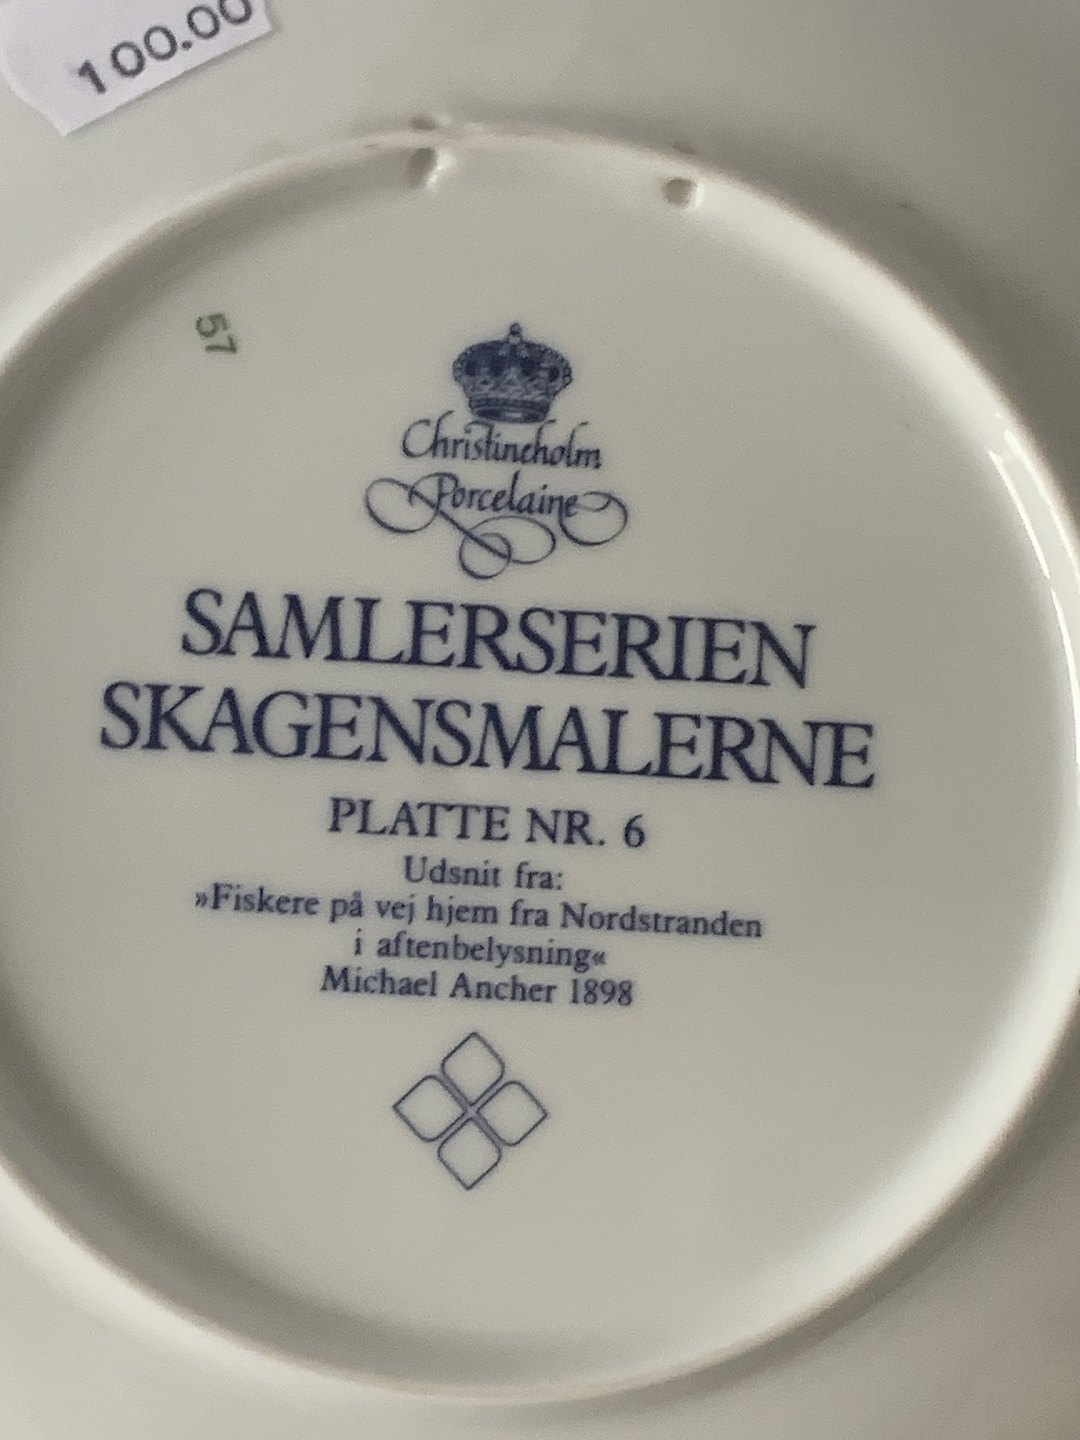 100.00
57
Christineholm
Porcelaine
SAMLERSERIEN
SKAGENSMALERNE
PLATTE NR. 6
Udsnit fra:
»Fiskere på vej hjem fra Nordstranden
i aftenbelysning«
Michael Ancher 1898